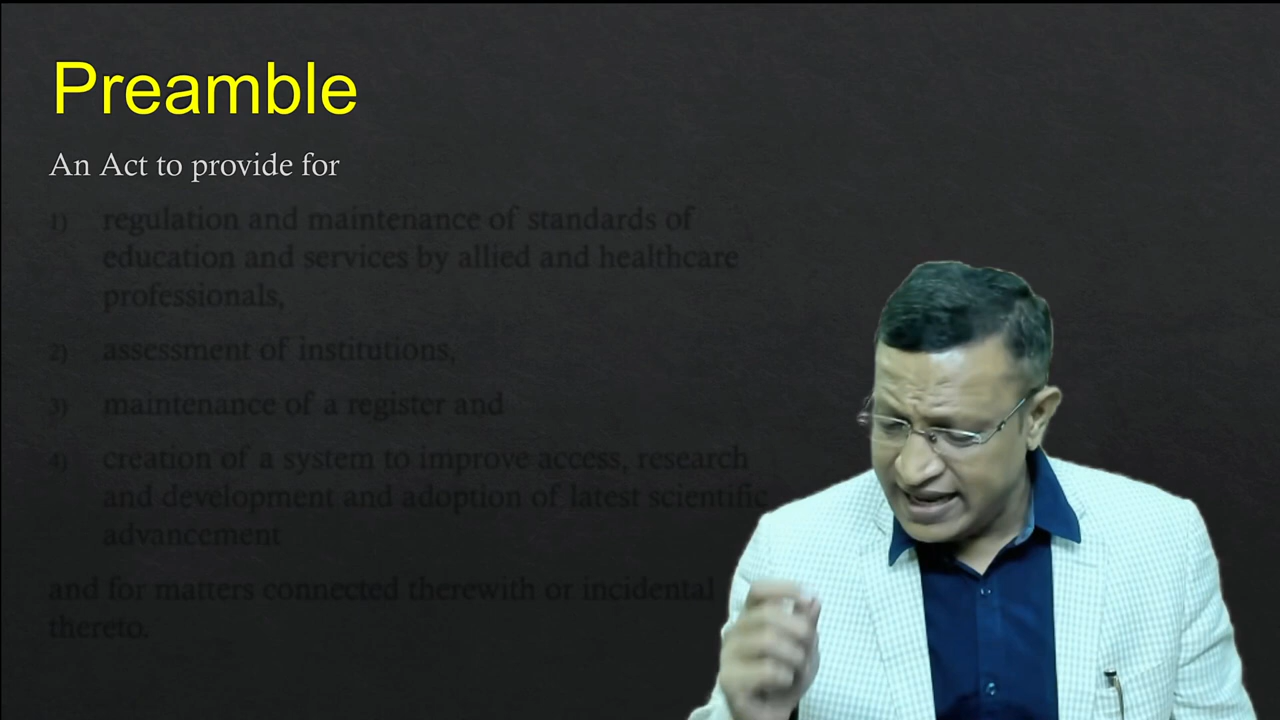 Preamble
An Act to provide for
1) regulation and maintenance of standards of
education and services by allied and healthcare
professionals,
2) assessment of institutions,
3) maintenance of a register and
4) creation of a system to improve access, research
and development and adoption of latest scientific
advancement
and for matters connected therewith or incidental
thereto.